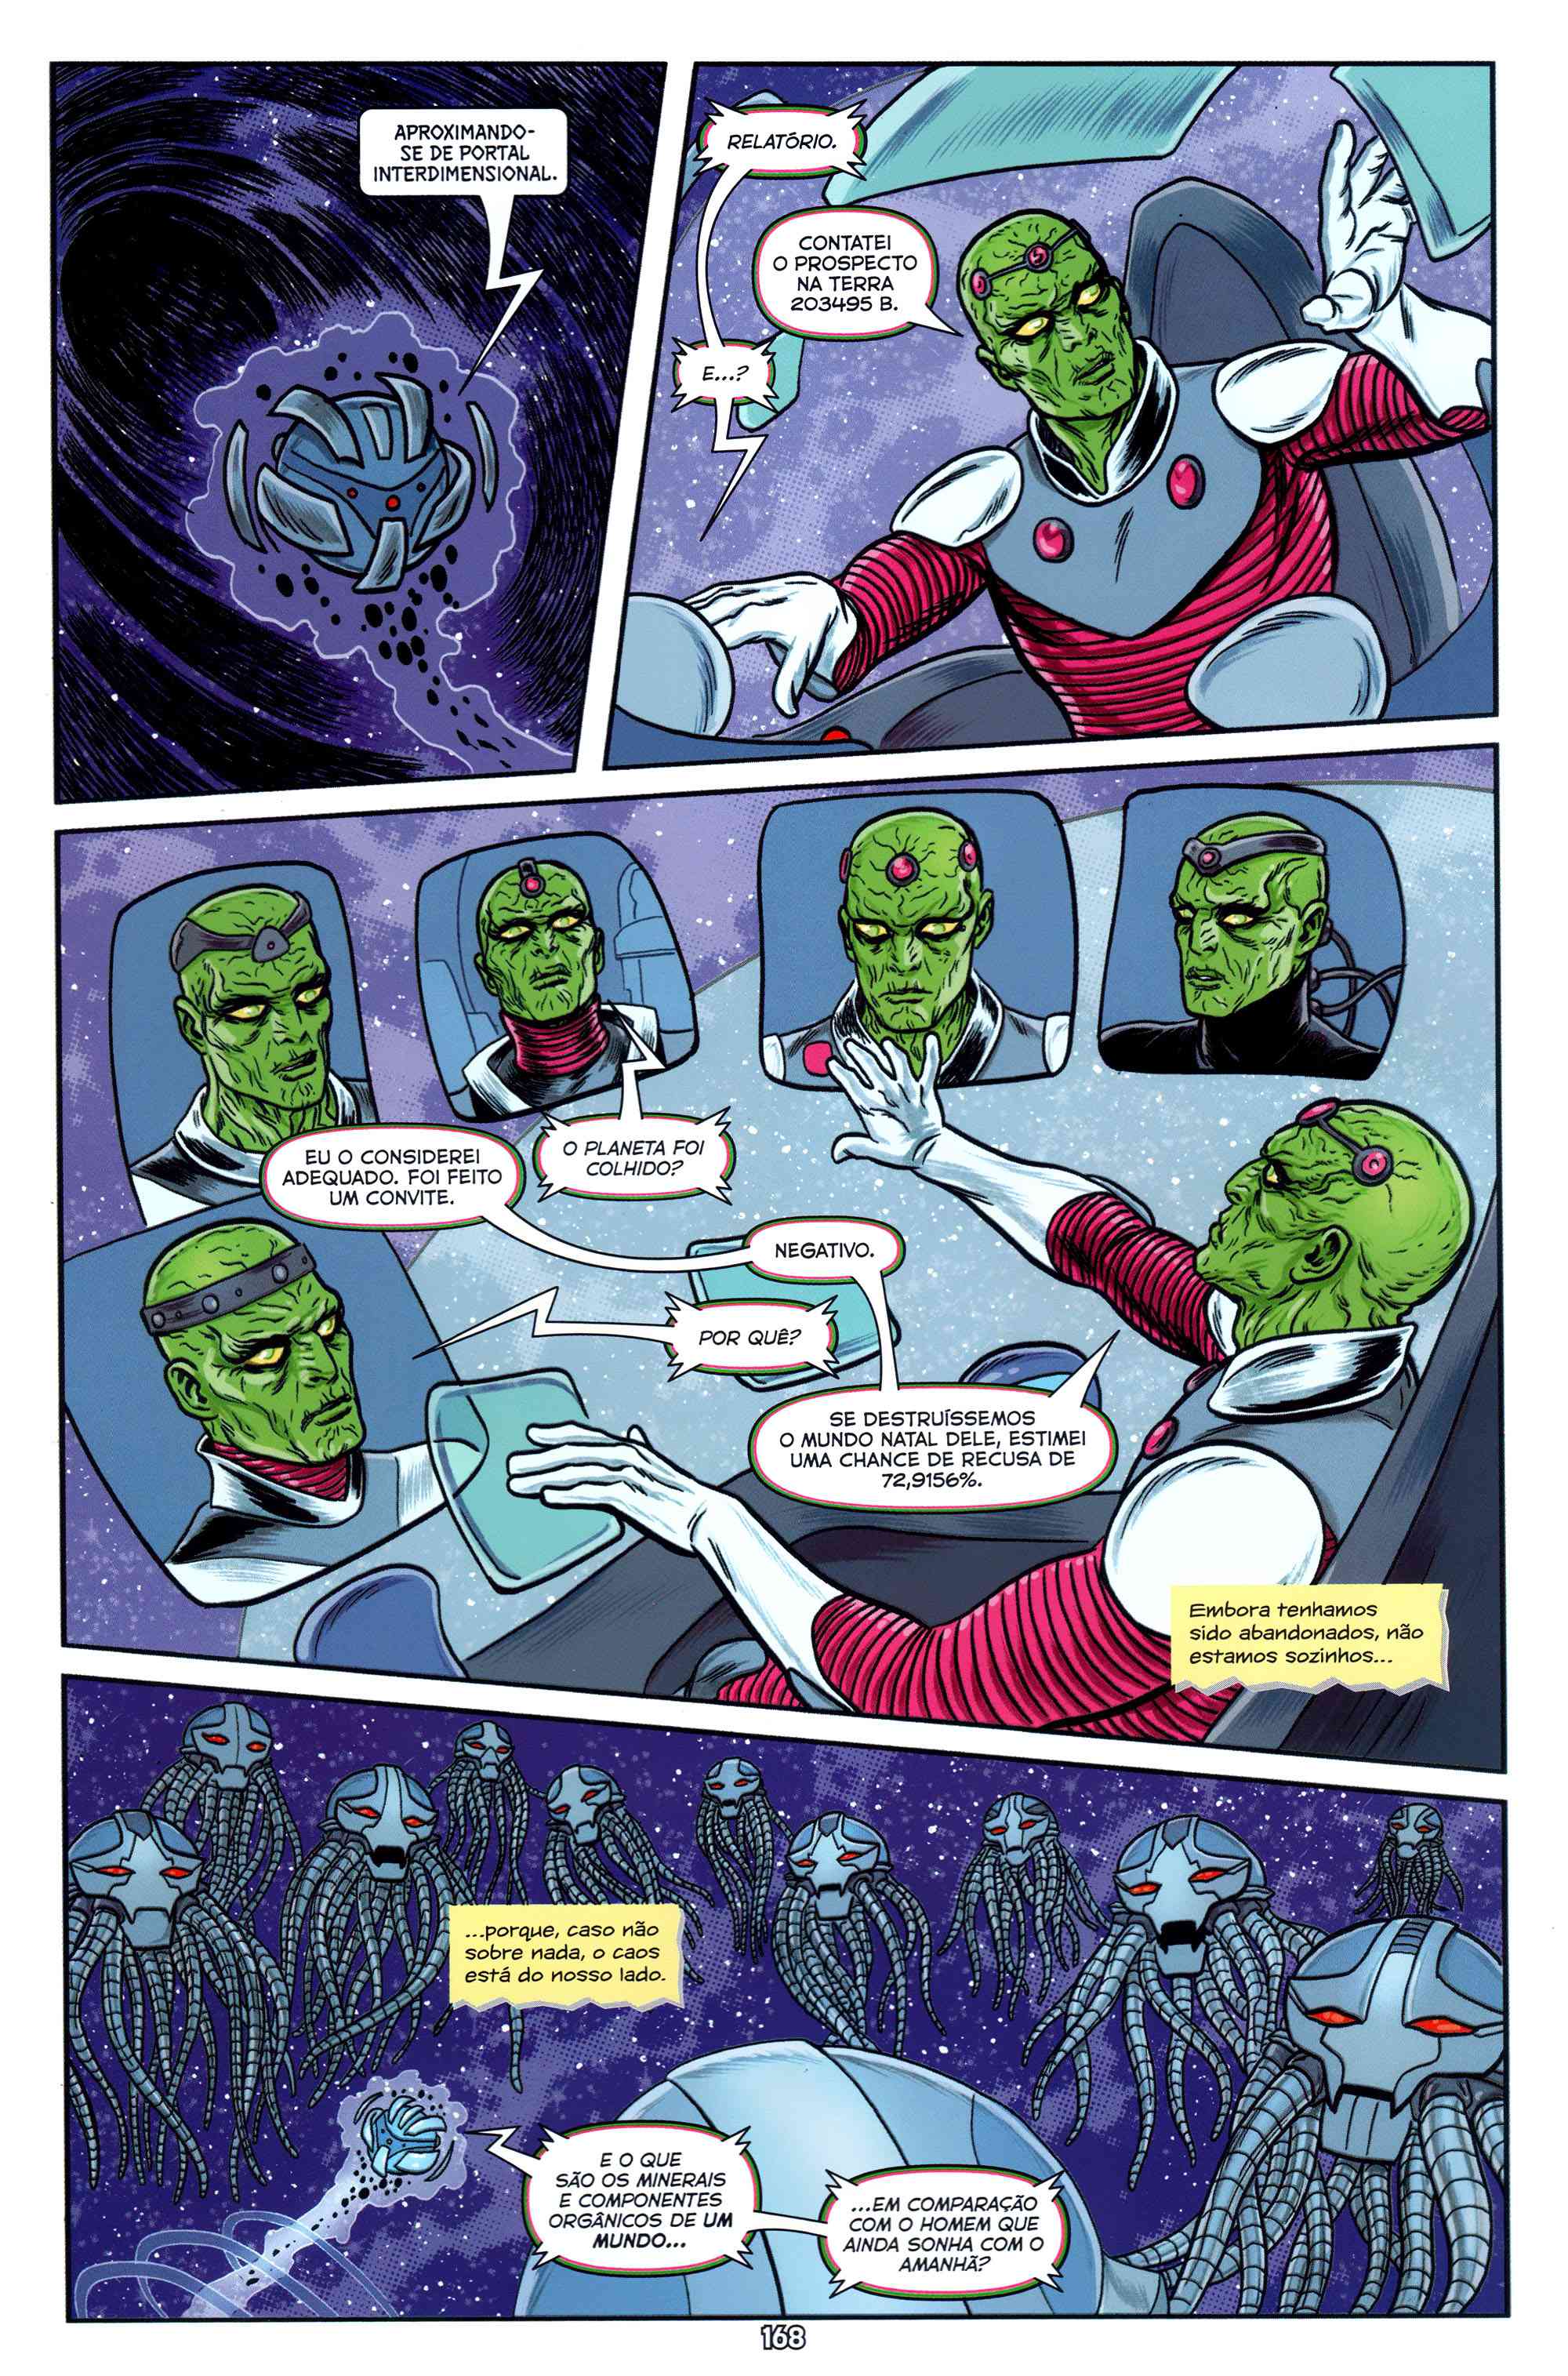 APROXIMANDO-
SE DE PORTAL
INTERDIMENSIONAL.
RELATÓRIO.
CONTATEI
O PROSPECTO
NA TERRA
203495 B.
E...?
O PLANETA FOI
COLHIDO?
EU O CONSIDEREI
ADEQUADO. FOI FEITO
UM CONVITE.
NEGATIVO.
POR QUÊ?
SE DESTRUÍSSEMOS
O MUNDO NATAL DELE, ESTIMEI
UMA CHANCE DE RECUSA DE
72,9156%.
Embora tenhamos
sido abandonados, não
estamos sozinhos...
...porque, caso não
sobre nada, o caos
está do nosso lado.
E O QUE
SÃO OS MINERAIS
E COMPONENTES
ORGÂNICOS DE UM
MUNDO...
...EM COMPARAÇÃO
COM O HOMEM QUE
AINDA SONHA COM O
AMANHÃ?
168